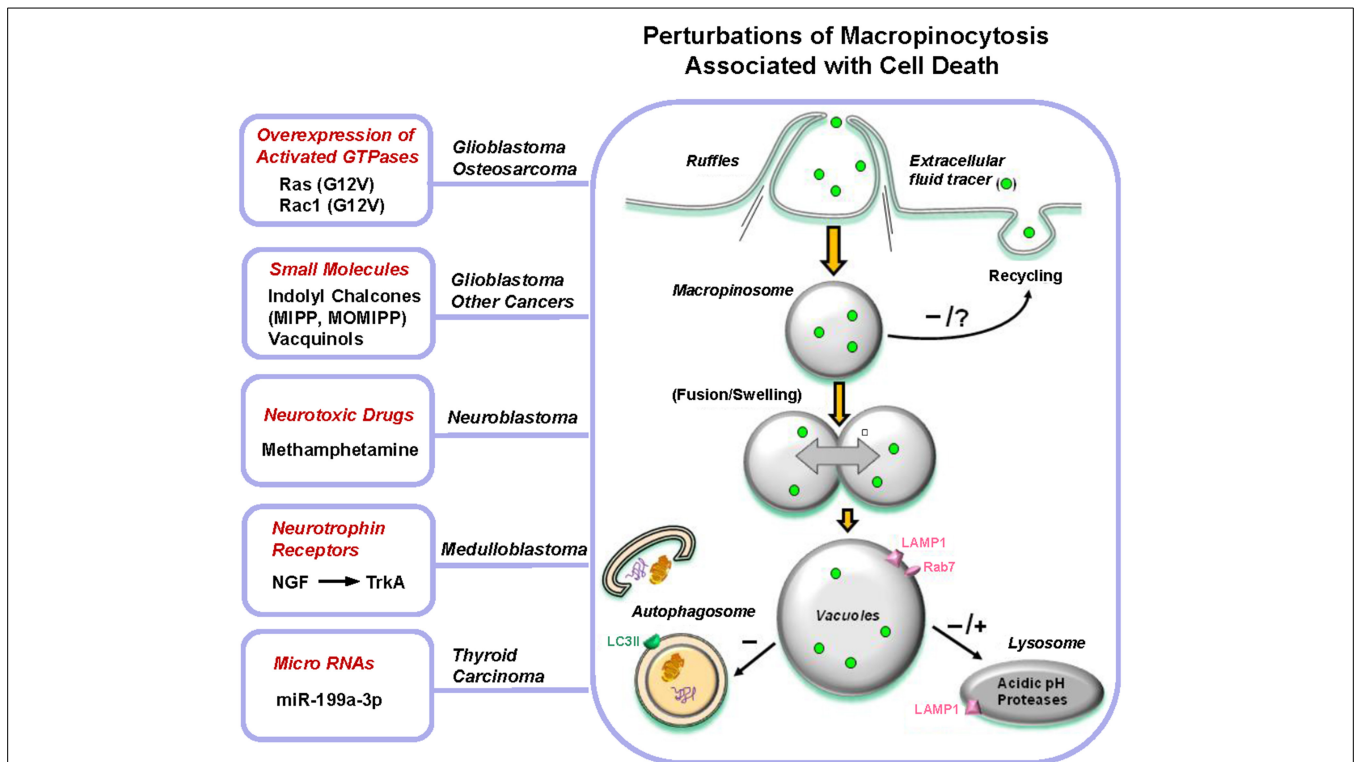 Perturbations of Macropinocytosis
Associated with Cell Death
Overexpression of
Activated GTPases
Ras (G12V)
Rac1 (G12V)
Glioblastoma
Osteosarcoma
Small Molecules
Indolyl Chalcones
(MIPP, MOMIPP)
Vacquinols
Glioblastoma
Other Cancers
Neurotoxic Drugs
Methamphetamine
Neuroblastoma
Neurotrophin
Receptors
NGF → TrkA
Medulloblastoma
Micro RNAs
miR-199a-3p
Thyroid
Carcinoma
Ruffles
Extracellular
fluid tracer ( )
Recycling
Macropinosome
–/?
(Fusion/Swelling)
LAMP1
Rab7
Vacuoles
Autophagosome
LC3II
–
–/+
Lysosome
Acidic pH
Proteases
LAMP1